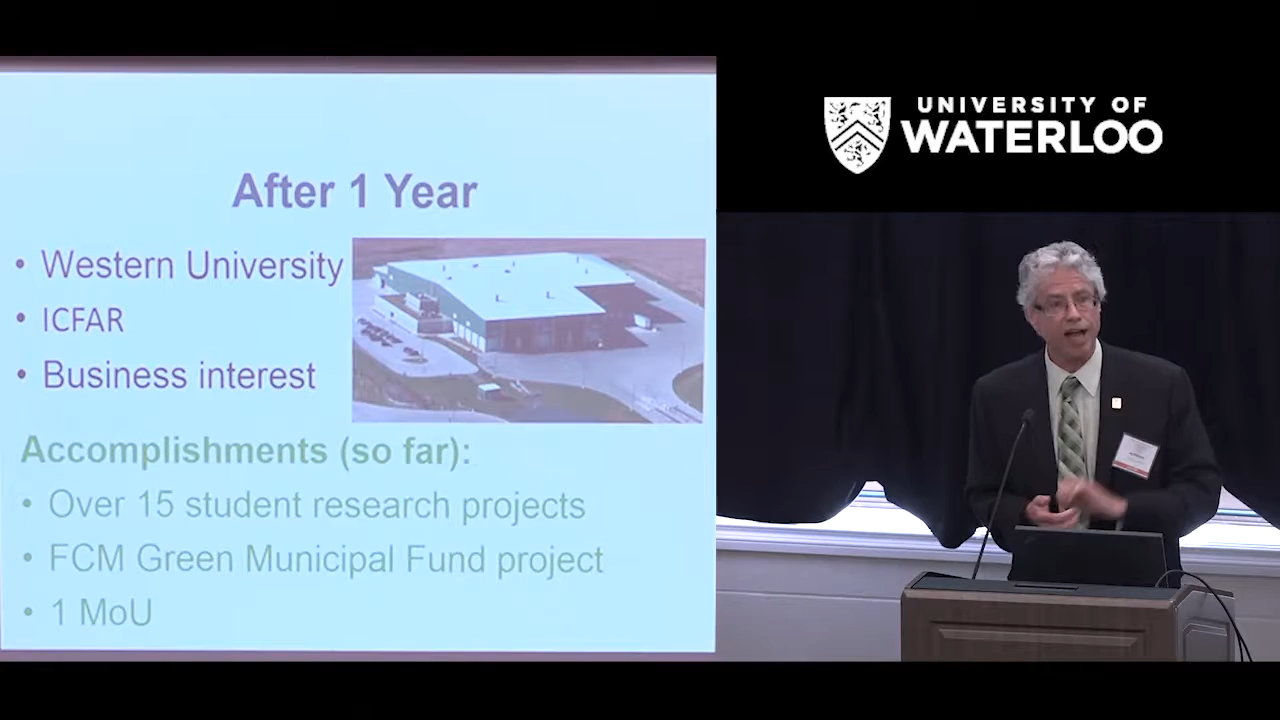 After 1 Year
• Western University
• ICFAR
• Business interest
Accomplishments (so far):
• Over 15 student research projects
• FCM Green Municipal Fund project
• 1 MoU
UNIVERSITY OF
WATERLOO